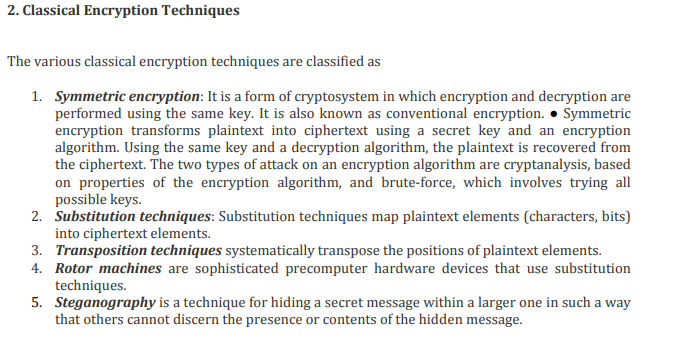 2. Classical Encryption Techniques
The various classical encryption techniques are classified as
1. Symmetric encryption: It is a form of cryptosystem in which encryption and decryption are
performed using the same key. It is also known as conventional encryption. ● Symmetric
encryption transforms plaintext into ciphertext using a secret key and an encryption
algorithm. Using the same key and a decryption algorithm, the plaintext is recovered from
the ciphertext. The two types of attack on an encryption algorithm are cryptanalysis, based
on properties of the encryption algorithm, and brute-force, which involves trying all
possible keys.
2. Substitution techniques: Substitution techniques map plaintext elements (characters, bits)
into ciphertext elements.
3. Transposition techniques systematically transpose the positions of plaintext elements.
4. Rotor machines are sophisticated precomputer hardware devices that use substitution
techniques.
5. Steganography is a technique for hiding a secret message within a larger one in such a way
that others cannot discern the presence or contents of the hidden message.